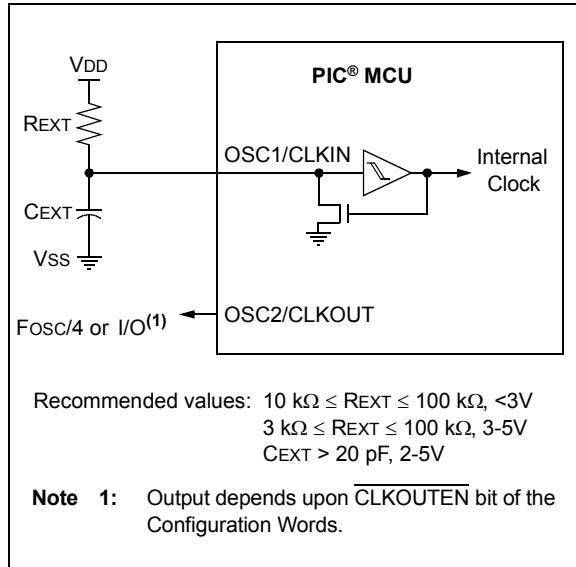 VDD
PIC® MCU
REXT
OSC1/CLKIN
Internal
Clock
CEXT
VSS
OSC2/CLKOUT
FOSC/4 or I/O(1)
Recommended values: 10 kΩ ≤ REXT ≤ 100 kΩ, <3V
3 kΩ ≤ REXT ≤ 100 kΩ, 3-5V
CEXT > 20 pF, 2-5V
Note 1: Output depends upon CLKOUTEN bit of the
Configuration Words.